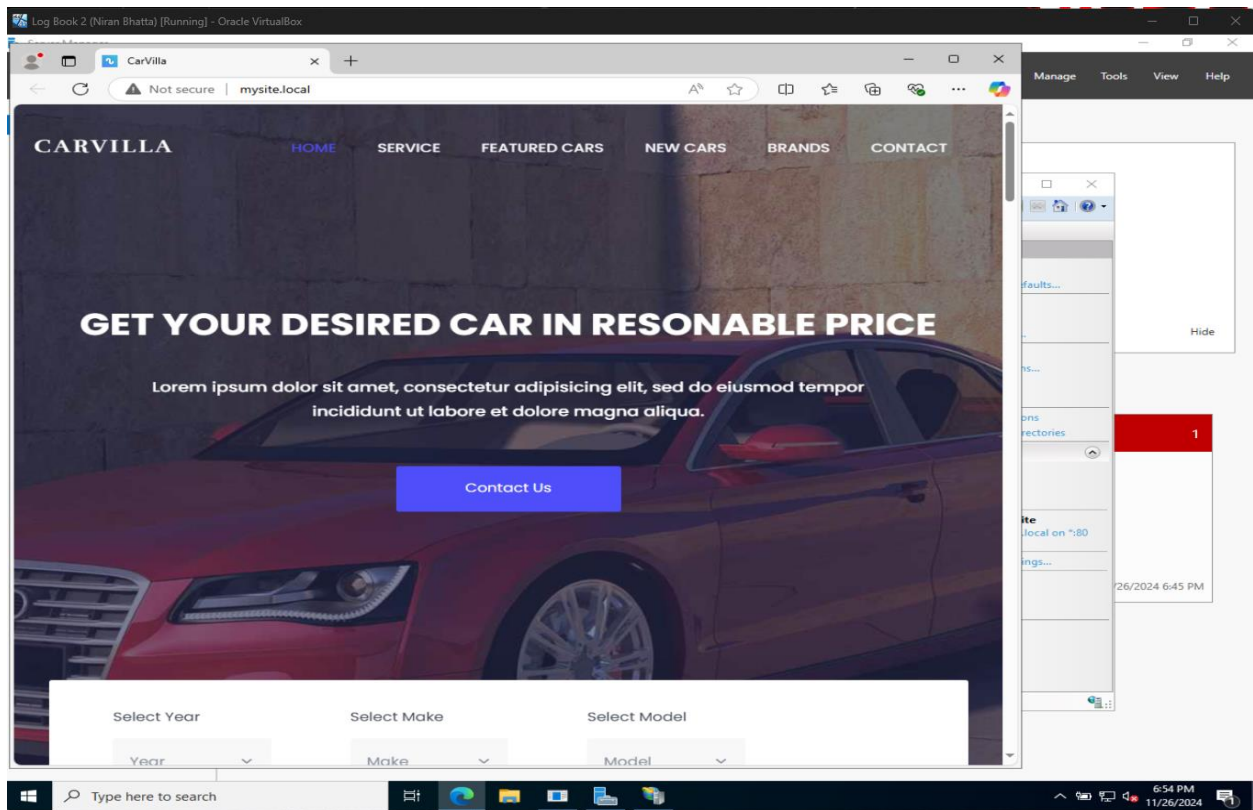 Log Book 2 (Niran Bhatta) [Running] - Oracle VirtualBox
CarVilla
Manage Tools View Help
Not secure | mysite.local
CARVILLA HOME SERVICE FEATURED CARS NEW CARS BRANDS CONTACT
faults...
GET YOUR DESIRED CAR IN RESONABLE PRICE
Hide
Lorem ipsum dolor sit amet, consectetur adipisicing elit, sed do eiusmod tempor
incididunt ut labore et dolore magna aliqua.
ons
rectories
1
Contact Us
ite
.local on *:80
ings...
/26/2024 6:45 PM
Select Year Select Make Select Model
Year Make Model
Type here to search
6:54 PM
11/26/2024